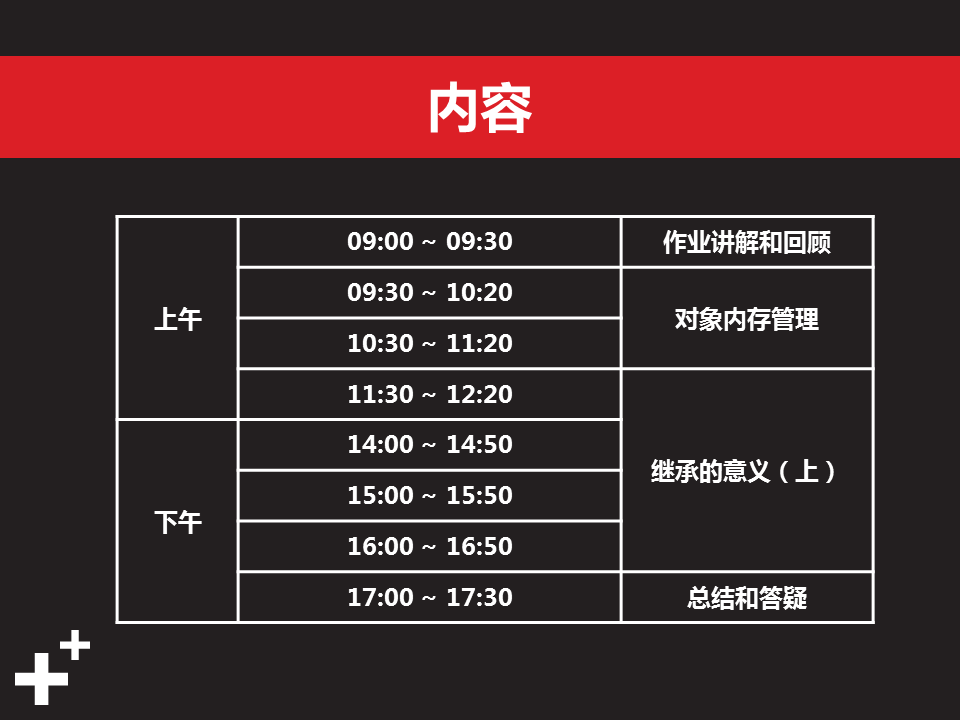 内容
上午
09:00 ~ 09:30
作业讲解和回顾
09:30 ~ 10:20
对象内存管理
10:30 ~ 11:20
11:30 ~ 12:20
继承的意义（上）
下午
14:00 ~ 14:50
15:00 ~ 15:50
16:00 ~ 16:50
17:00 ~ 17:30
总结和答疑